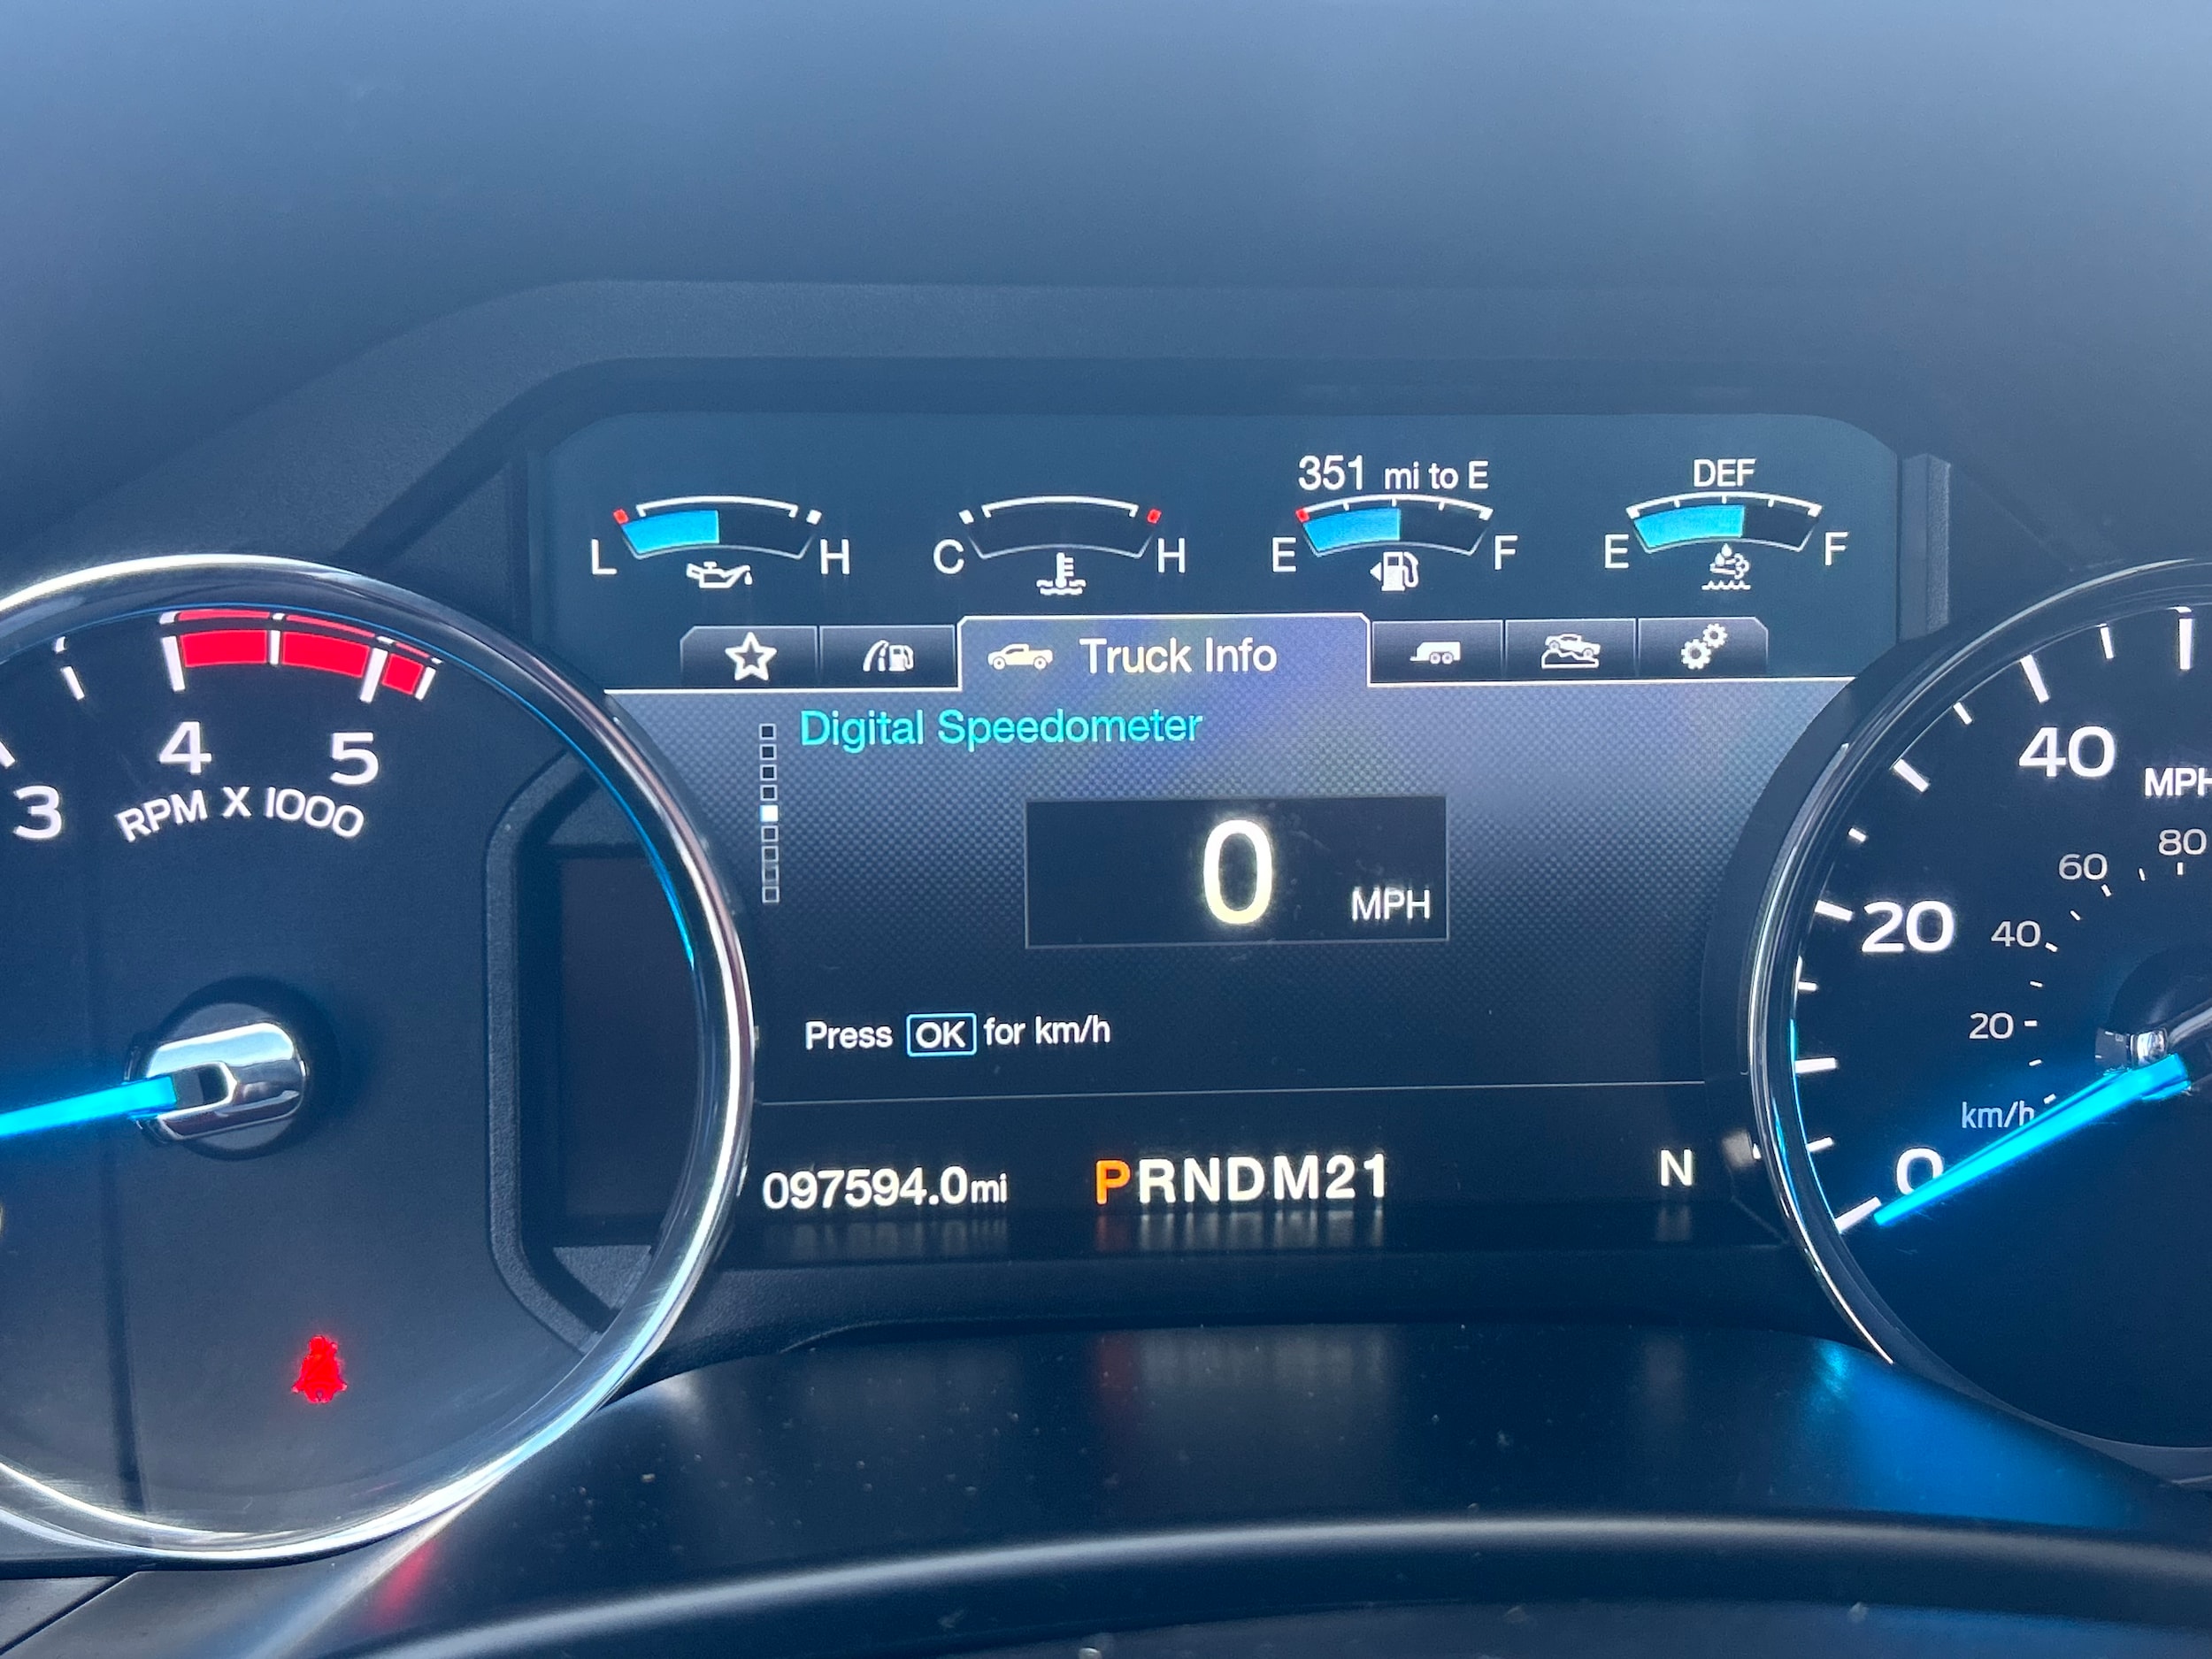 351 mi to E
DEF
L H
C H
E F
E F
Truck Info
Digital Speedometer
0 MPH
Press OK for km/h
097594.0mi
PRNDM21
N
3 4 5
RPM X 1000
40
MPH
80
60
20
40
20
km/h
0